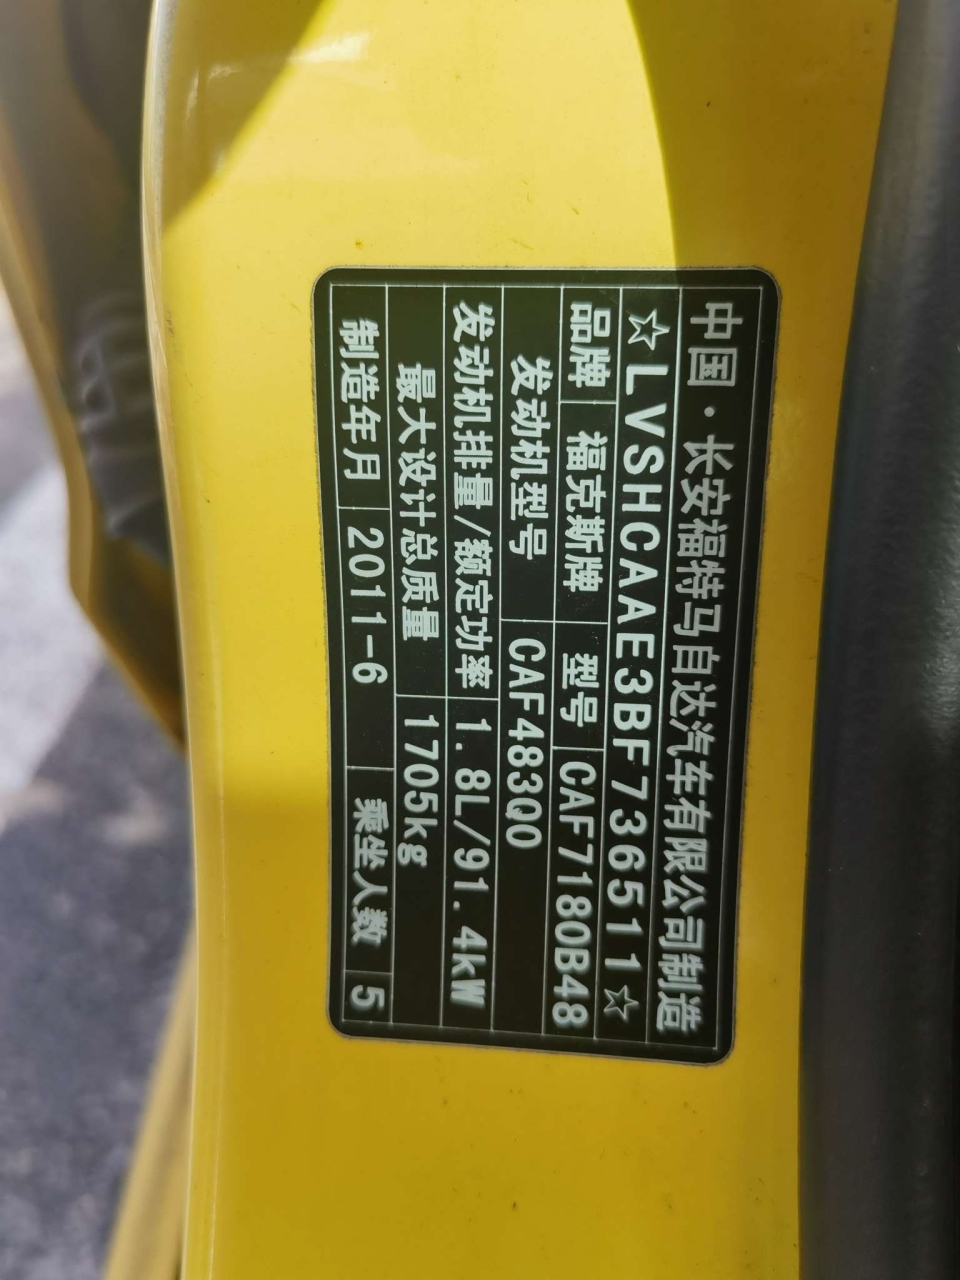 中国·长安福特马自达汽车有限公司制造
☆LVSHCAAE3BF736511☆
品牌 福克斯牌 型号 CAF7180B48
发动机型号 CAF483Q0
发动机排量/额定功率 1.8L/91.4kW
最大设计总质量 1705kg
制造年月 2011-6 乘坐人数 5